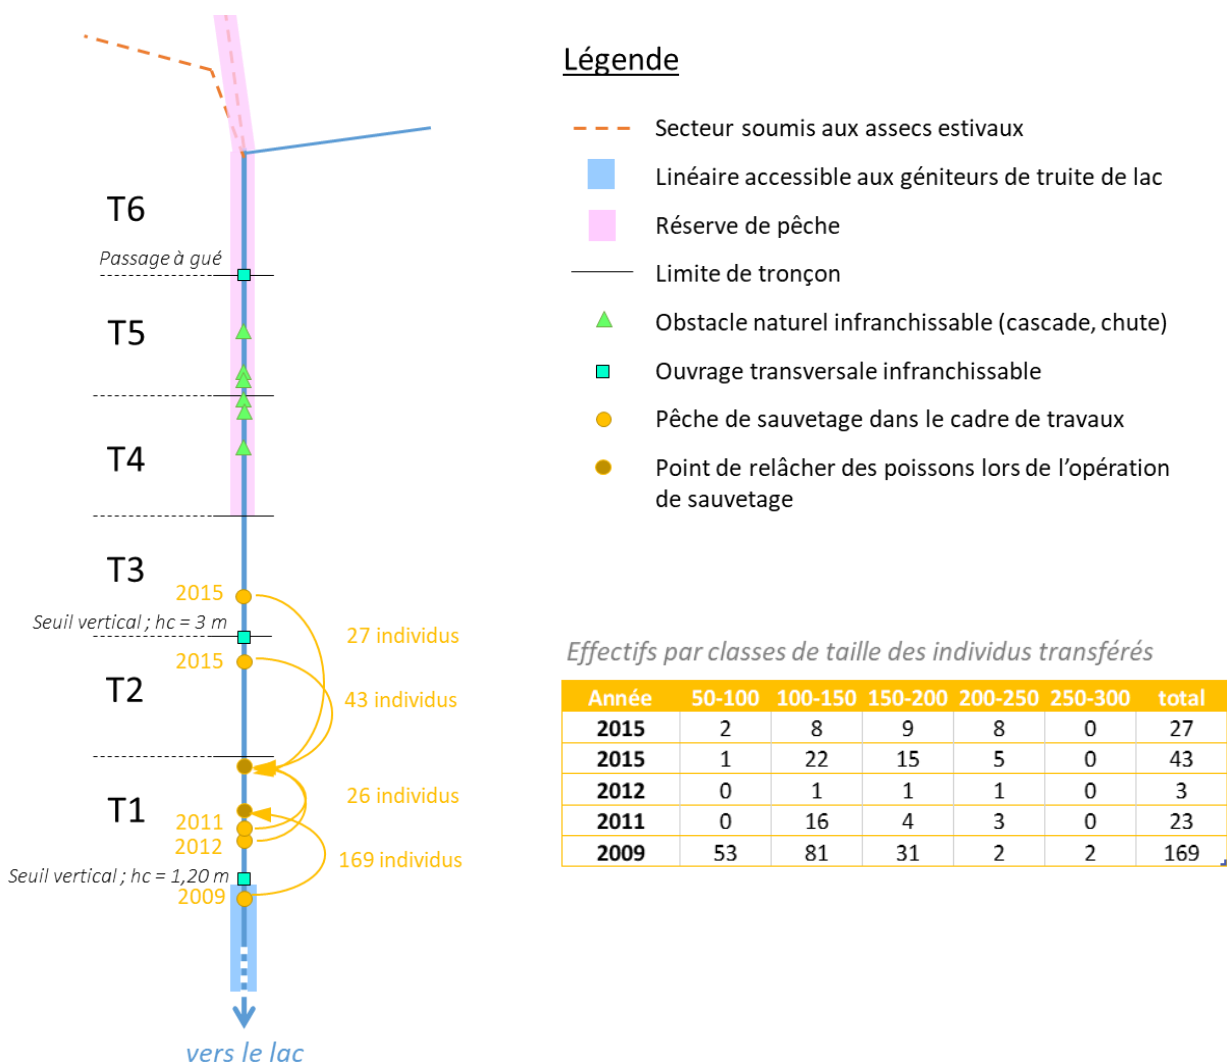 Légende
Secteur soumis aux assecs estivaux
Linéaire accessible aux géniteurs de truite de lac
Réserve de pêche
Limite de tronçon
Obstacle naturel infranchissable (cascade, chute)
Ouvrage transversale infranchissable
Pêche de sauvetage dans le cadre de travaux
Point de relâcher des poissons lors de l'opération
de sauvetage
T6
Passage à gué
T5
T4
T3
2015
Seuil vertical ; hc = 3 m
27 individus
2015
T2
43 individus
T1
26 individus
2011
2012
169 individus
Seuil vertical ; hc = 1,20 m
2009
vers le lac
Effectifs par classes de taille des individus transférés
Année 50-100 100-150 150-200 200-250 250-300 total
2015 2 8 9 8 0 27
2015 1 22 15 5 0 43
2012 0 1 1 1 0 3
2011 0 16 4 3 0 23
2009 53 81 31 2 2 169